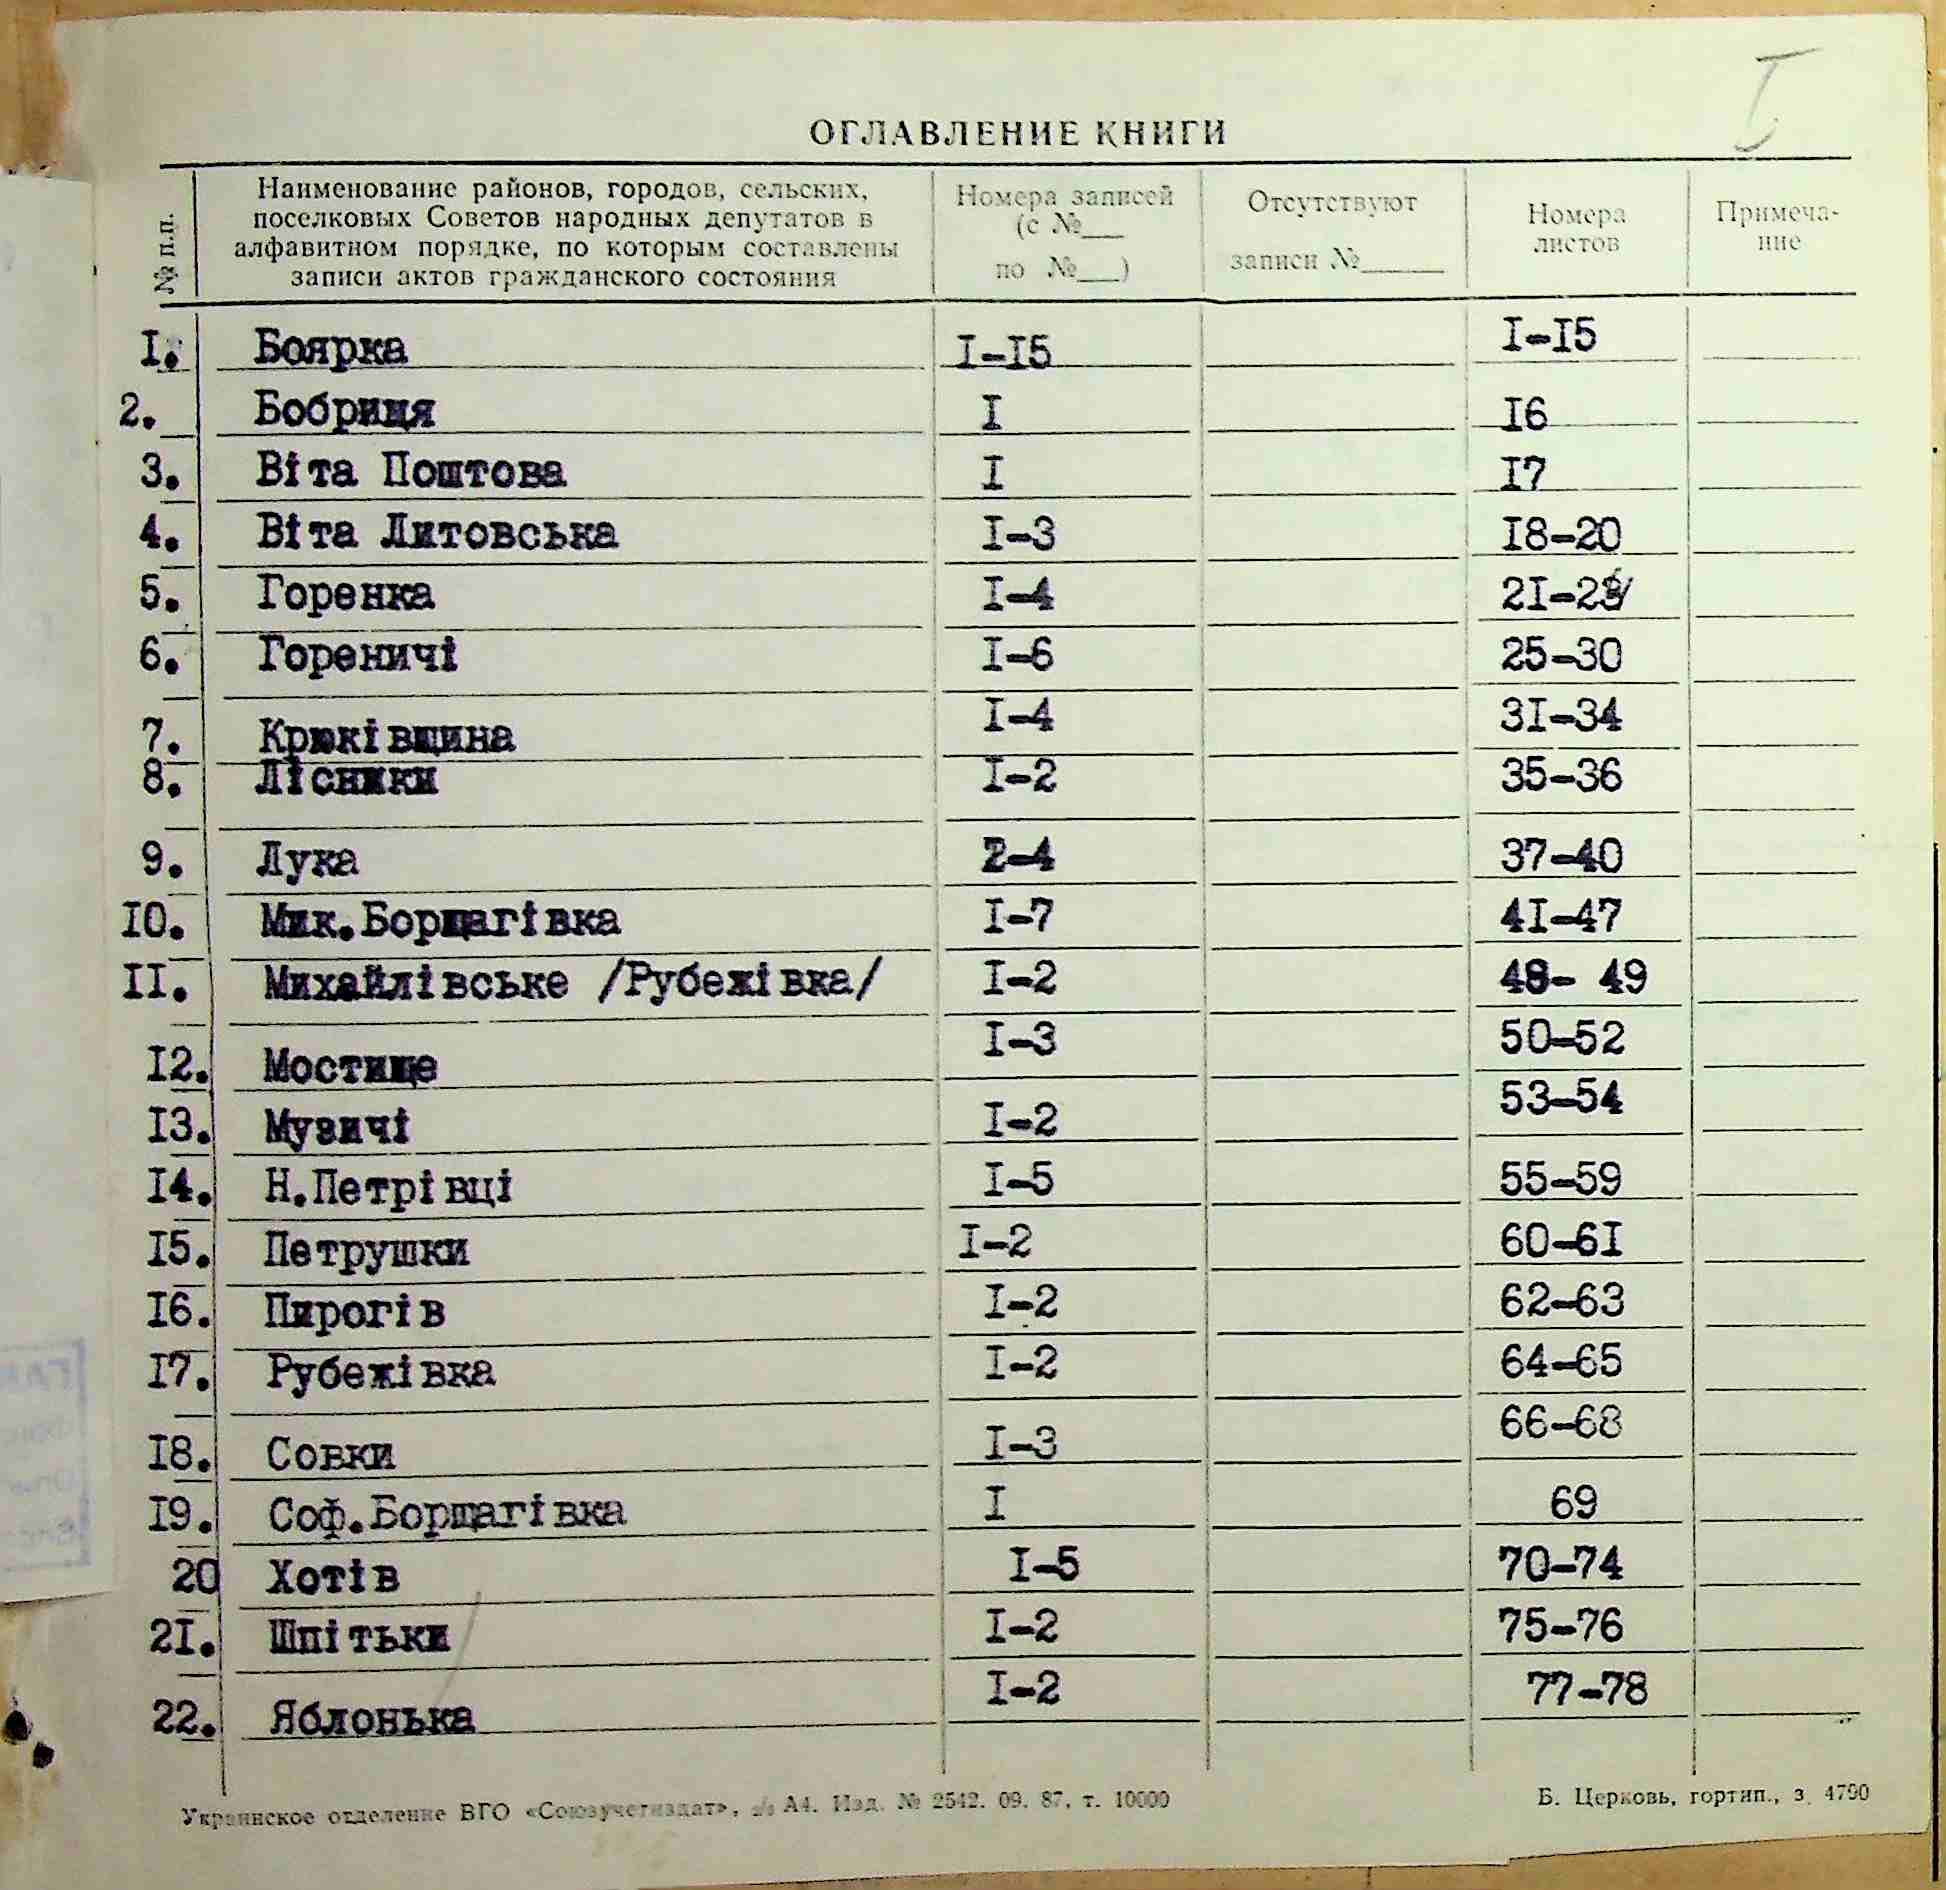 I
ОГЛАВЛЕНИЕ КНИГИ
№ п.п.
Наименование районов, городов, сельских,
поселковых Советов народных депутатов в
алфавитном порядке, по которым составлены
записи актов гражданского состояния
Номера записей
(с №___
по №___)
Отсутствуют
записи №______
Номера
листов
Примеча-
ние
I. Боярка I-I5 I-I5
2. Бобриця I I6
3. Віта Поштова I I7
4. Віта Литовська I-3 I8-20
5. Горенка I-4 2I-2
6. Гореничі I-6 25-30
7. Крюківщина I-4 3I-34
8. Лісники I-2 35-36
9. Лука 2-4 37-40
I0. Мик.Борщагівка I-7 4I-47
II. Михайлівське /Рубежівка/ I-2 48- 49
I2. Мостище I-3 50-52
I3. Музичі I-2 53-54
I4. Н.Петрівці I-5 55-59
I5. Петрушки I-2 60-6I
I6. Пирогів I-2 62-63
I7. Рубежівка I-2 64-65
I8. Совки I-3 66-68
I9. Соф.Борщагівка I 69
20 Хотів I-5 70-74
2I. Шпітьки I-2 75-76
22. Яблонька I-2 77-78
Украинское отделение ВГО «Союзучетиздат», з/з А4. Изд. № 2542. 09. 87, т. 10000
Б. Церковь, гортип., з. 4790